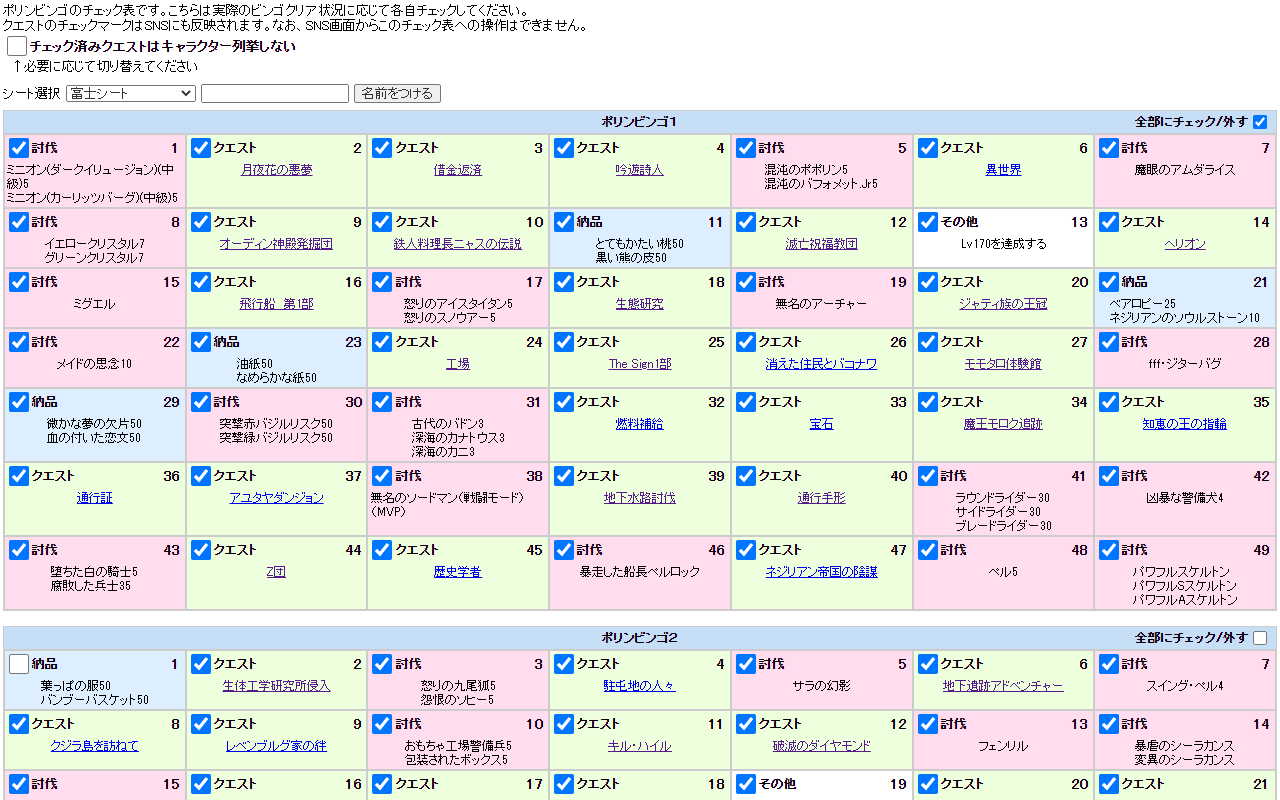 ポリンビンゴのチェック表です。こちらは実際のビンゴクリア状況に応じて各自チェックしてください。
クエストのチェックマークはSNSにも反映されます。なお、SNS画面からこのチェック表への操作はできません。
チェック済みクエストはキャラクター列挙しない
↑必要に応じて切り替えてください
シート選択 富士シート 名前をつける
ポリンビンゴ1 全部にチェック/外す
討伐 1 クエスト 2 クエスト 3 クエスト 4 討伐 5 クエスト 6 討伐 7
ミニオン(ダークイリュージョン)(中級)5
ミニオン(カーリッツバーグ)(中級)5
月夜花の悪夢
借金返済
吟遊詩人
混沌のポポリン5
混沌のバフォメット.Jr5
異世界
魔眼のアムダライス
討伐 8 クエスト 9 クエスト 10 納品 11 クエスト 12 その他 13 クエスト 14
イエロークリスタル7
グリーンクリスタル7
オーディン神殿発掘団
鉄人料理長ニャスの伝説
とてもかたい桃50
黒い熊の皮50
滅亡祝福教団
Lv170を達成する
ヘリオン
討伐 15 クエスト 16 討伐 17 クエスト 18 討伐 19 クエスト 20 納品 21
ミグエル
飛行船 第1部
怒りのアイスタイタン5
怒りのスノウアー5
生態研究
無名のアーチャー
ジャティ族の王冠
ベアロピー25
ネジリアンのソウルストーン10
討伐 22 納品 23 クエスト 24 クエスト 25 クエスト 26 クエスト 27 討伐 28
メイドの思念10
油紙50
なめらかな紙50
工場
The Sign1部
消えた住民とバコナワ
モモタロ体験館
fff・ジターバグ
納品 29 討伐 30 討伐 31 クエスト 32 クエスト 33 クエスト 34 クエスト 35
微かな夢の欠片50
血の付いた恋文50
突撃赤バジルリスク50
突撃緑バジルリスク50
古代のバドン3
深海のカナトウス3
深海のカニ3
燃料補給
宝石
魔王モロク追跡
知恵の王の指輪
クエスト 36 クエスト 37 討伐 38 クエスト 39 クエスト 40 討伐 41 討伐 42
通行証
アユタヤダンジョン
無名のソードマン(戦闘モード)
(MVP)
地下水路討伐
通行手形
ラウンドライダー30
サイドライダー30
ブレードライダー30
凶暴な警備犬4
討伐 43 クエスト 44 クエスト 45 討伐 46 クエスト 47 討伐 48 討伐 49
堕ちた白の騎士5
腐敗した兵士35
Z団
歴史学者
暴走した船長ペルロック
ネジリアン帝国の陰謀
ペル5
パワフルスケルトン
パワフルSスケルトン
パワフルAスケルトン
ポリンビンゴ2 全部にチェック/外す
納品 1 クエスト 2 討伐 3 クエスト 4 討伐 5 クエスト 6 討伐 7
葉っぱの服50
バンブーバスケット50
生体工学研究所侵入
怒りの九尾狐5
怨恨のソヒー5
駐屯地の人々
サラの幻影
地下遺跡アドベンチャー
スイング・ペル4
クエスト 8 クエスト 9 討伐 10 クエスト 11 クエスト 12 討伐 13 討伐 14
クジラ島を訪ねて
レベンブルグ家の絆
おもちゃ工場警備兵5
包装されたボックス5
キル・ハイル
破滅のダイヤモンド
フェンリル
暴虐のシーラカンス
変異のシーラカンス
討伐 15 クエスト 16 クエスト 17 クエスト 18 その他 19 クエスト 20 クエスト 21